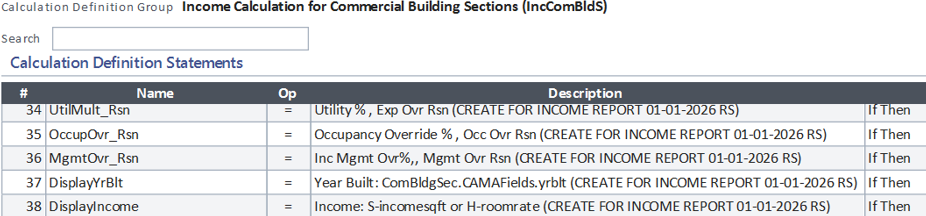 Calculation Definition Group Income Calculation for Commercial Building Sections (IncComBldS)
Search
Calculation Definition Statements
# Name Op Description
34 UtilMult_Rsn = Utility % , Exp Ovr Rsn (CREATE FOR INCOME REPORT 01-01-2026 RS) If Then
35 OccupOvr_Rsn = Occupancy Override % , Occ Ovr Rsn (CREATE FOR INCOME REPORT 01-01-2026 RS) If Then
36 MgmtOvr_Rsn = Inc Mgmt Ovr%,, Mgmt Ovr Rsn (CREATE FOR INCOME REPORT 01-01-2026 RS) If Then
37 DisplayYrBlt = Year Built: ComBldgSec.CAMAFields.yrblt (CREATE FOR INCOME REPORT 01-01-2026 RS) If Then
38 DisplayIncome = Income: S-incomesqft or H-roomrate (CREATE FOR INCOME REPORT 01-01-2026 RS) If Then